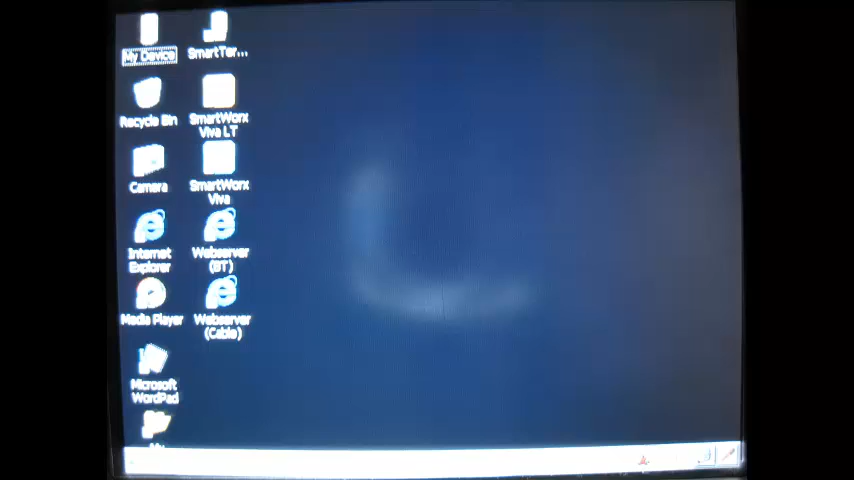 My Device
SmartTer...
Recycle Bin
SmartWorx
Viva LT
Camera
SmartWorx
Viva
Internet
Explorer
Webserver
(BT)
Media Player
Webserver
(Cable)
Microsoft
WordPad